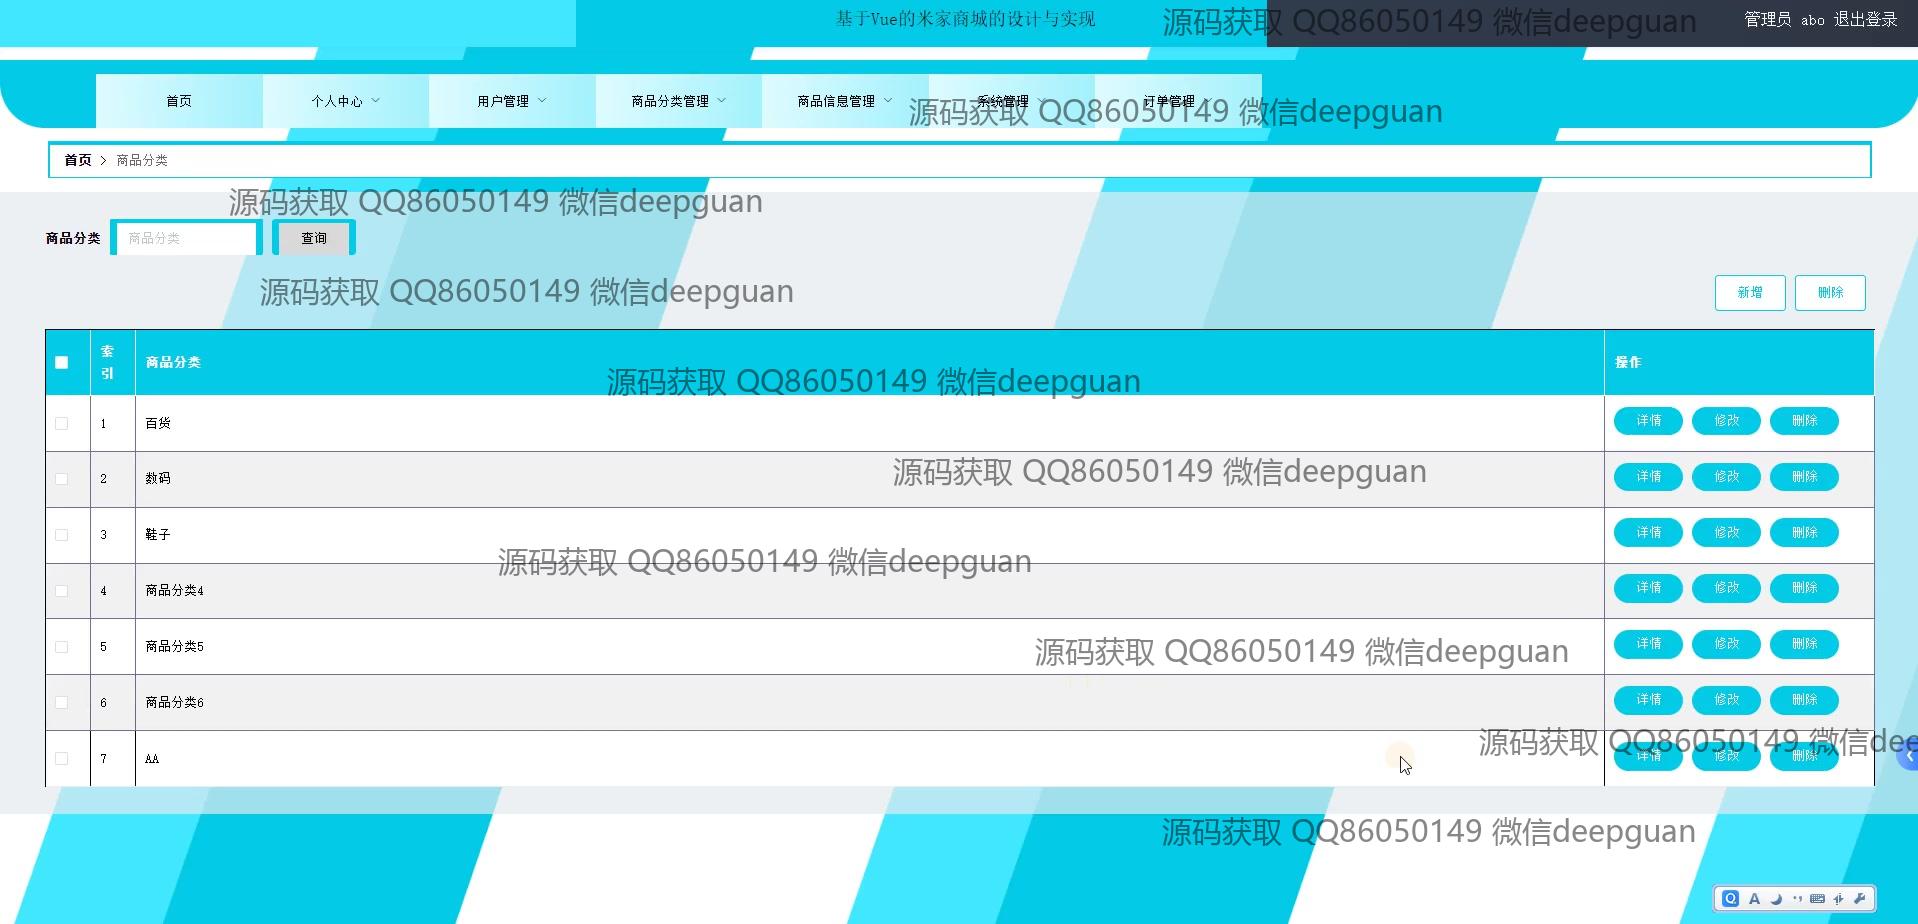 基于Vue的米家商城的设计与实现
源码获取 QQ86050149 微信deepguan
管理员 abo 退出登录
首页 个人中心 用户管理 商品分类管理 商品信息管理 系统管理 订单管理
源码获取 QQ86050149 微信deepguan
首页 > 商品分类
源码获取 QQ86050149 微信deepguan
商品分类 商品分类 查询
源码获取 QQ86050149 微信deepguan
新增 删除
索引 商品分类 操作
源码获取 QQ86050149 微信deepguan
1 百货 详情 修改 删除
源码获取 QQ86050149 微信deepguan
2 数码 详情 修改 删除
3 鞋子 详情 修改 删除
源码获取 QQ86050149 微信deepguan
4 商品分类4 详情 修改 删除
5 商品分类5 详情 修改 删除
源码获取 QQ86050149 微信deepguan
6 商品分类6 详情 修改 删除
源码获取 QQ86050149 微信dee
7 AA 详情 修改 删除
源码获取 QQ86050149 微信deepguan